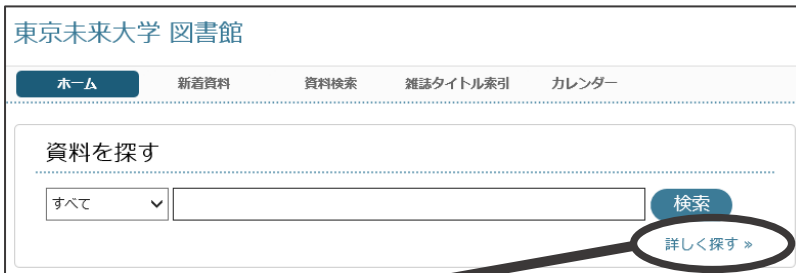 東京未来大学 図書館
ホーム 新着資料 資料検索 雑誌タイトル索引 カレンダー
資料を探す
すべて 検索
詳しく探す »